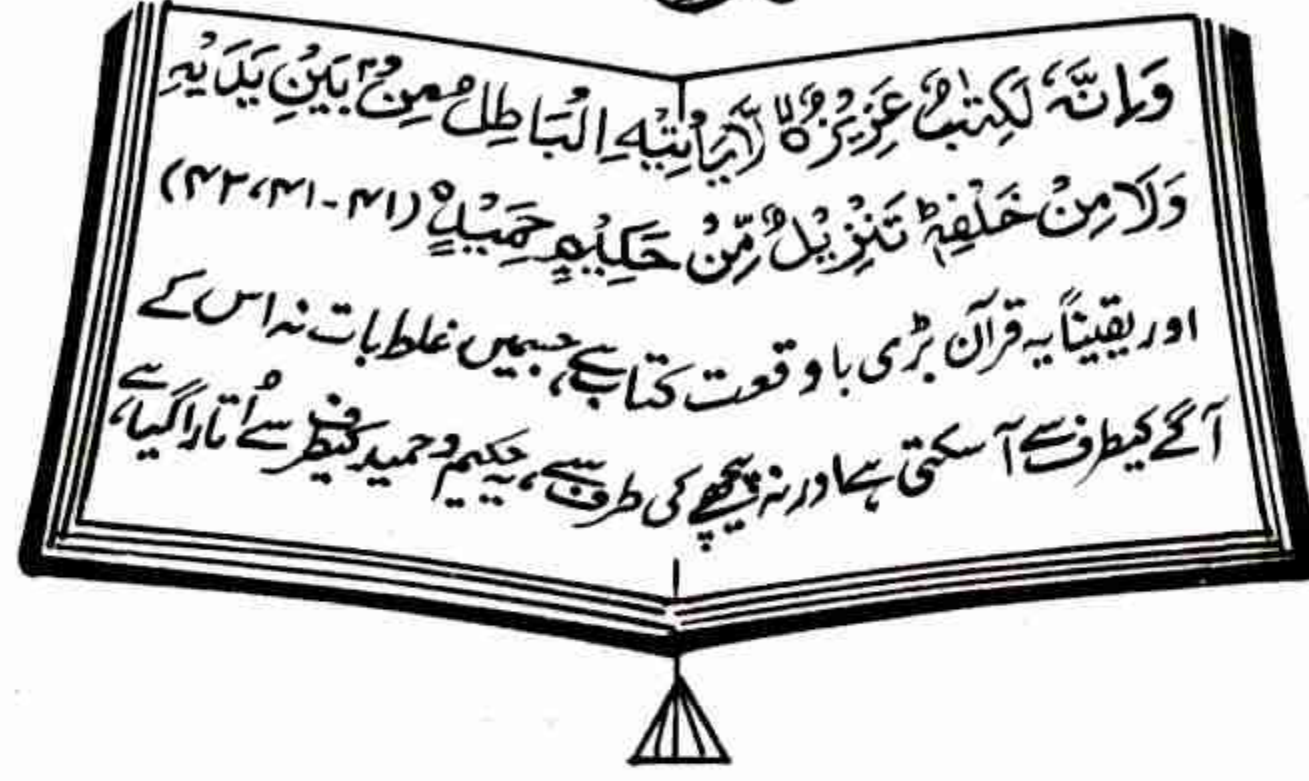 وَاِنَّہٗ لَکِتٰبٌ عَزِیْزٌ ۙ لَّا یَاْتِیْہِ الْبَاطِلُ مِنْۢ بَیْنِ یَدَیْہِ
وَلَا مِنْ خَلْفِہٖ ؕ تَنْزِیْلٌ مِّنْ حَکِیْمٍ حَمِیْدٍ (۴۱-۴۱،۴۲)
اور یقیناً یہ قرآن بڑی باوقعت کتاب ہے، جسمیں غلط بات نہ اس کے
آگے کیطرف سے آسکتی ہے اور نہ پیچھے کی طرف سے، یہ حکیم و حمید کیطرف سے اُتارا گیا ہے،